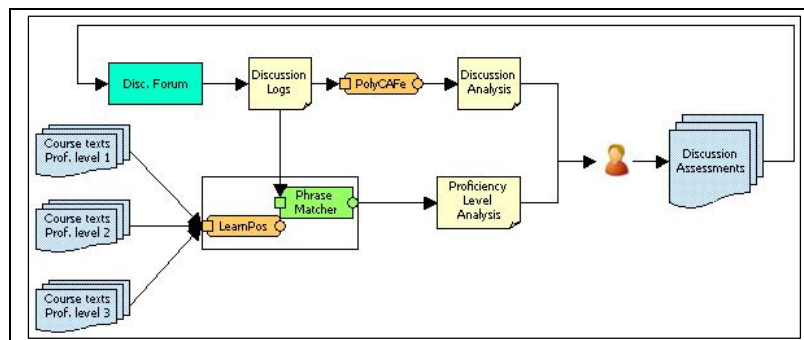 Disc. Forum
Discussion
Logs
PolyCAFe
Discussion
Analysis
Course texts
Prof. level 1
Course texts
Prof. level 2
Course texts
Prof. level 3
Phrase
Matcher
LearnPos
Proficiency
Level
Analysis
Discussion
Assessments